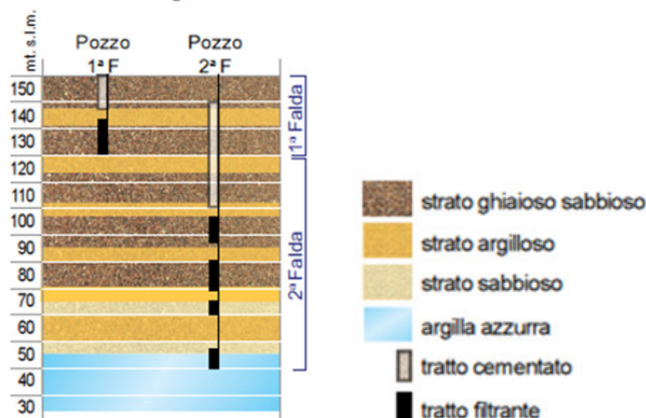 mt. s.l.m.
Pozzo
1ª F
Pozzo
2ª F
150
140
130
120
110
100
90
80
70
60
50
40
30
1ª Falda
2ª Falda
strato ghiaioso sabbioso
strato argilloso
strato sabbioso
argilla azzurra
tratto cementato
tratto filtrante